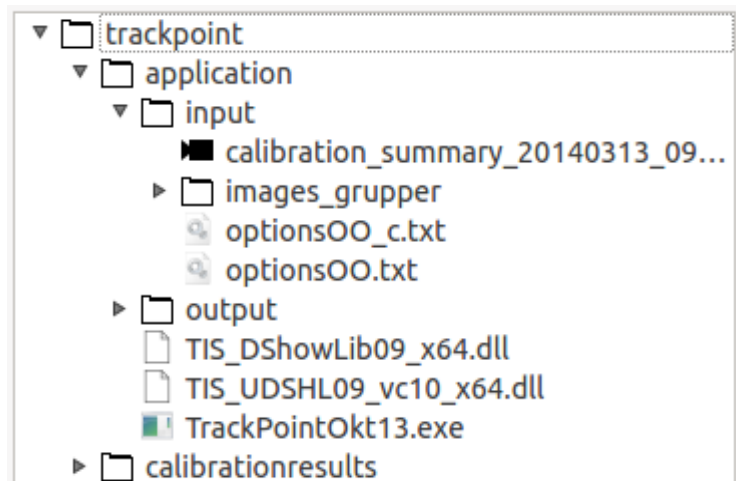 trackpoint
application
input
calibration_summary_20140313_09...
images_grupper
optionsOO_c.txt
optionsOO.txt
output
TIS_DShowLib09_x64.dll
TIS_UDSHL09_vc10_x64.dll
TrackPointOkt13.exe
calibrationresults